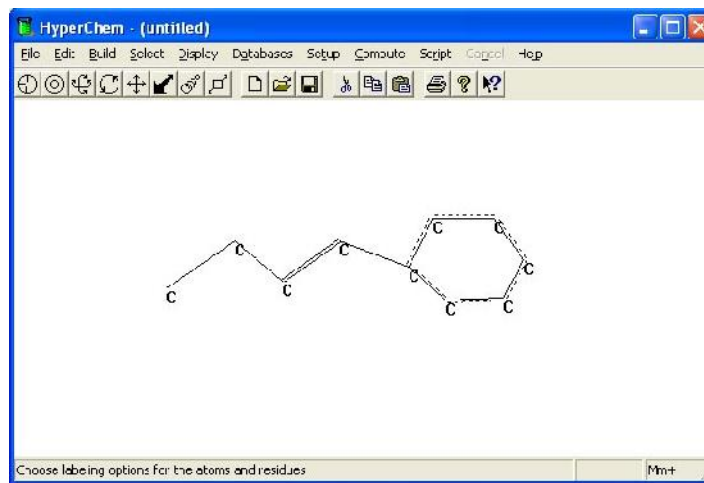 HyperChem - (untitled)
File Edit Build Select Display Databases Setup Compute Script Cancel Help
C C
C C
C C
C
C C
C
Choose labeling options for the atoms and residues Mm+